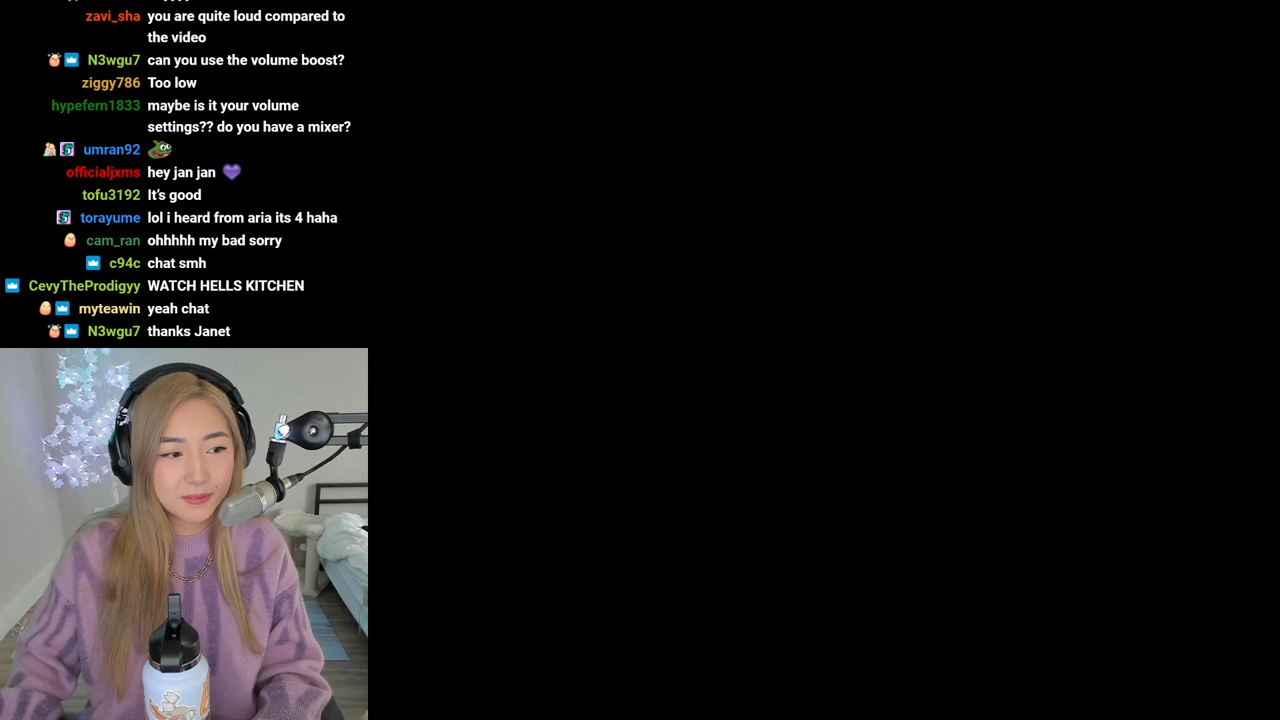 zavi_sha you are quite loud compared to
the video
N3wgu7 can you use the volume boost?
ziggy786 Too low
hypefern1833 maybe is it your volume
settings?? do you have a mixer?
umran92
officialjxms hey jan jan
tofu3192 It's good
torayume lol i heard from aria its 4 haha
cam_ran ohhhhh my bad sorry
c94c chat smh
CevyTheProdigyy WATCH HELLS KITCHEN
myteawin yeah chat
N3wgu7 thanks Janet